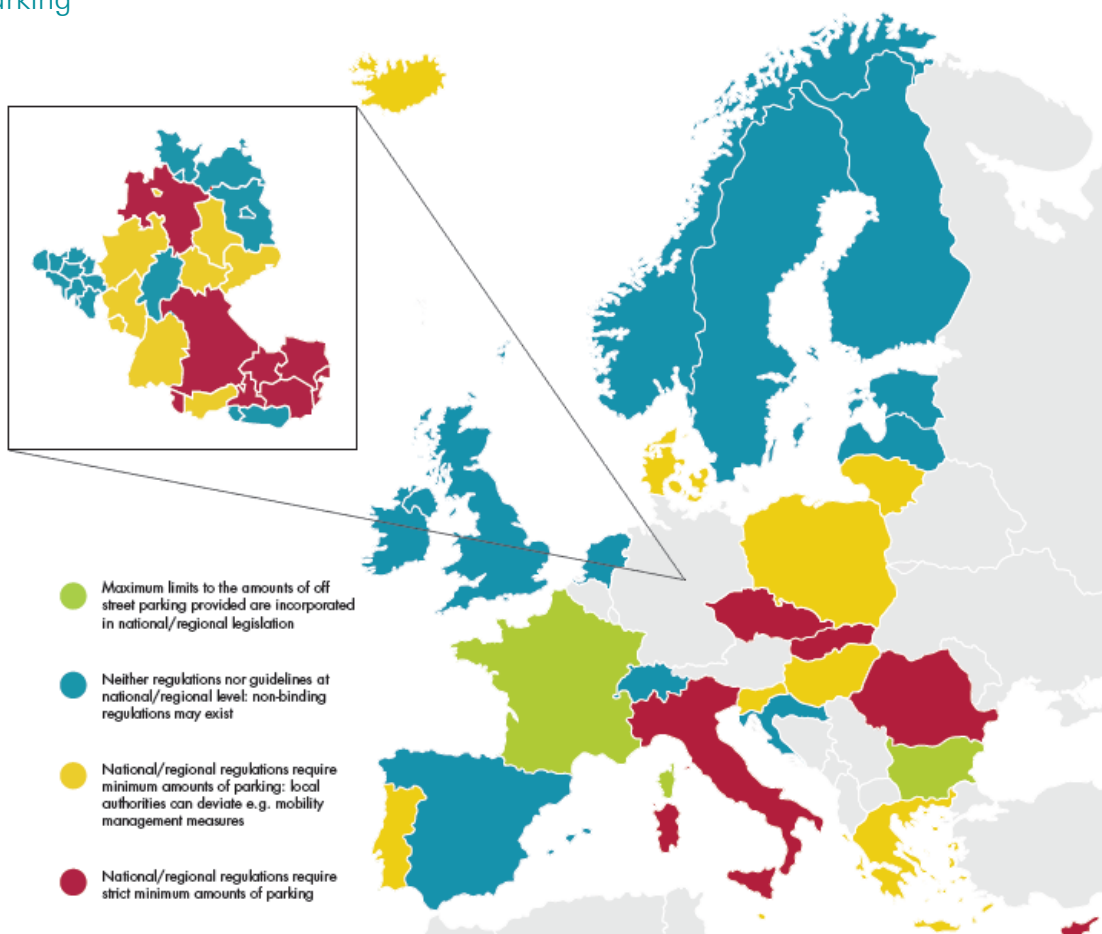 Maximum limits to the amounts of off
street parking provided are incorporated
in national/regional legislation
Neither regulations nor guidelines at
national/regional level: non-binding
regulations may exist
National/regional regulations require
minimum amounts of parking: local
authorities can deviate e.g. mobility
management measures
National/regional regulations require
strict minimum amounts of parking